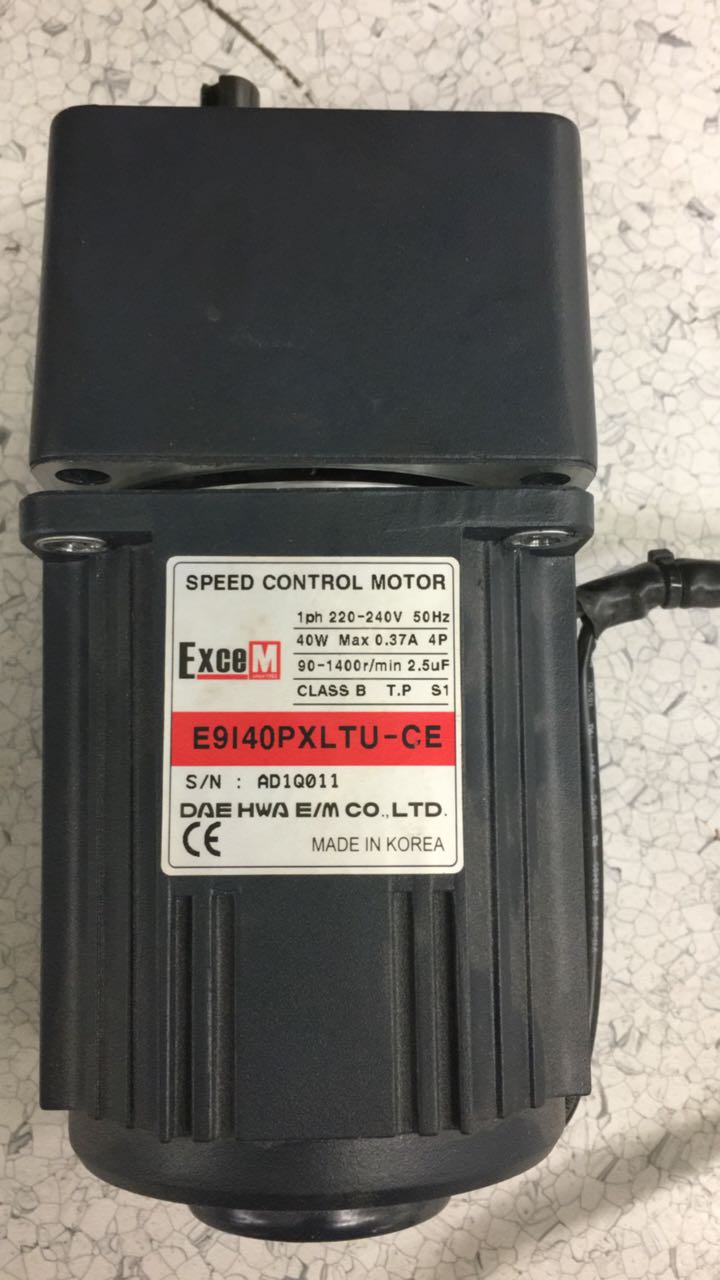 SPEED CONTROL MOTOR
1ph 220-240V 50Hz
40W Max 0.37A 4P
ExceM
90-1400r/min 2.5uF
CLASS B T.P S1
E9I40PXLTU-CE
S/N : AD1Q011
DAE HWA E/M CO.,LTD.
CE MADE IN KOREA